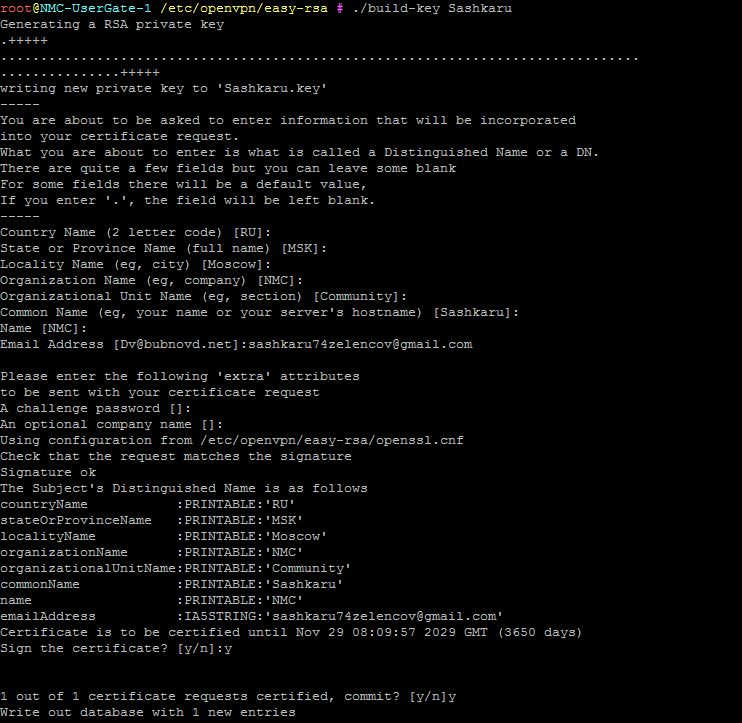 root@NMC-UserGate-1 /etc/openvpn/easy-rsa # ./build-key Sashkaru
Generating a RSA private key
.+++++
................................................................................
...............+++++
writing new private key to 'Sashkaru.key'
-----
You are about to be asked to enter information that will be incorporated
into your certificate request.
What you are about to enter is what is called a Distinguished Name or a DN.
There are quite a few fields but you can leave some blank
For some fields there will be a default value,
If you enter '.', the field will be left blank.
-----
Country Name (2 letter code) [RU]:
State or Province Name (full name) [MSK]:
Locality Name (eg, city) [Moscow]:
Organization Name (eg, company) [NMC]:
Organizational Unit Name (eg, section) [Community]:
Common Name (eg, your name or your server's hostname) [Sashkaru]:
Name [NMC]:
Email Address [Dv@bubnovd.net]:sashkaru74zelencov@gmail.com
Please enter the following 'extra' attributes
to be sent with your certificate request
A challenge password []:
An optional company name []:
Using configuration from /etc/openvpn/easy-rsa/openssl.cnf
Check that the request matches the signature
Signature ok
The Subject's Distinguished Name is as follows
countryName           :PRINTABLE:'RU'
stateOrProvinceName   :PRINTABLE:'MSK'
localityName          :PRINTABLE:'Moscow'
organizationName      :PRINTABLE:'NMC'
organizationalUnitName:PRINTABLE:'Community'
commonName            :PRINTABLE:'Sashkaru'
name                  :PRINTABLE:'NMC'
emailAddress          :IA5STRING:'sashkaru74zelencov@gmail.com'
Certificate is to be certified until Nov 29 08:09:57 2029 GMT (3650 days)
Sign the certificate? [y/n]:y
1 out of 1 certificate requests certified, commit? [y/n]y
Write out database with 1 new entries